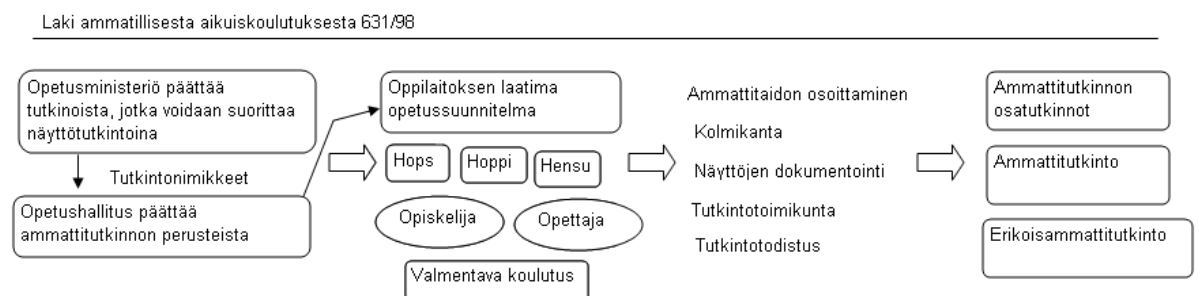 Laki ammatillisesta aikuiskoulutuksesta 631/98
Opetusministeriö päättää
tutkinoista, jotka voidaan suorittaa
näyttötutkintoina
Tutkintonimikkeet
Opetushallitus päättää
ammattitutkinnon perusteista
Oppilaitoksen laatima
opetussuunnitelma
Hops
Hoppi
Hensu
Opiskelija
Opettaja
Valmentava koulutus
Ammattitaidon osoittaminen
Kolmikanta
Näyttöjen dokumentointi
Tutkintotoimikunta
Tutkintotodistus
Ammattitutkinnon
osatutkinnot
Ammattitutkinto
Erikoisammattitutkinto